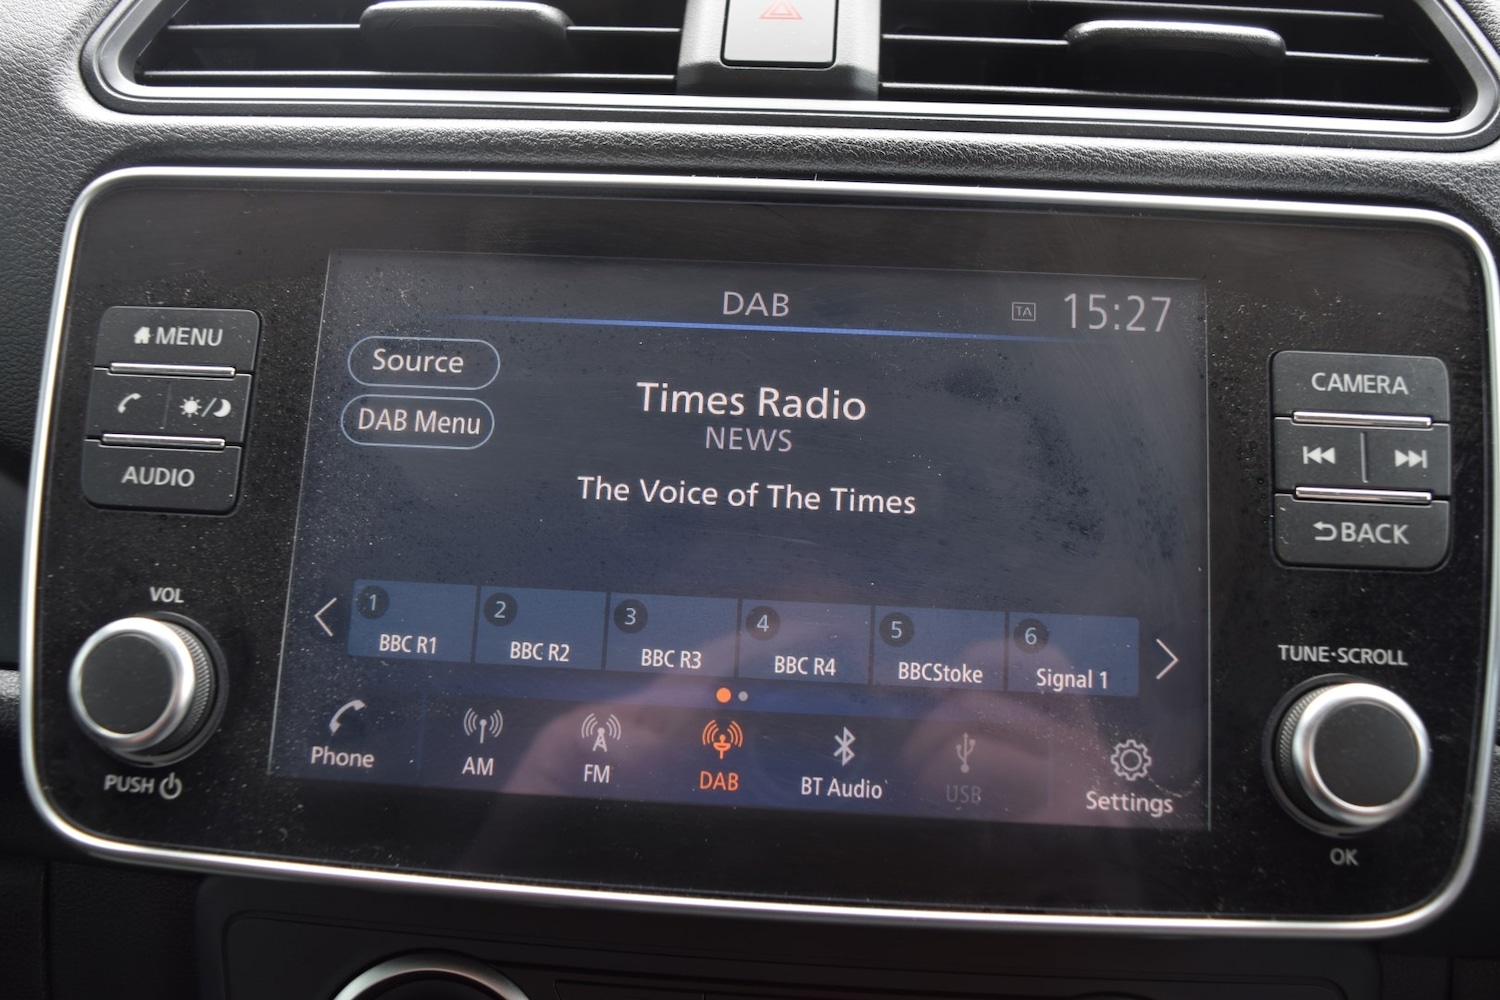 DAB
TA 15:27
MENU
AUDIO
Source
DAB Menu
Times Radio
NEWS
The Voice of The Times
CAMERA
BACK
1 BBC R1
2 BBC R2
3 BBC R3
4 BBC R4
5 BBCStoke
6 Signal 1
VOL
PUSH
Phone
AM
FM
DAB
BT Audio
USB
Settings
TUNE·SCROLL
OK